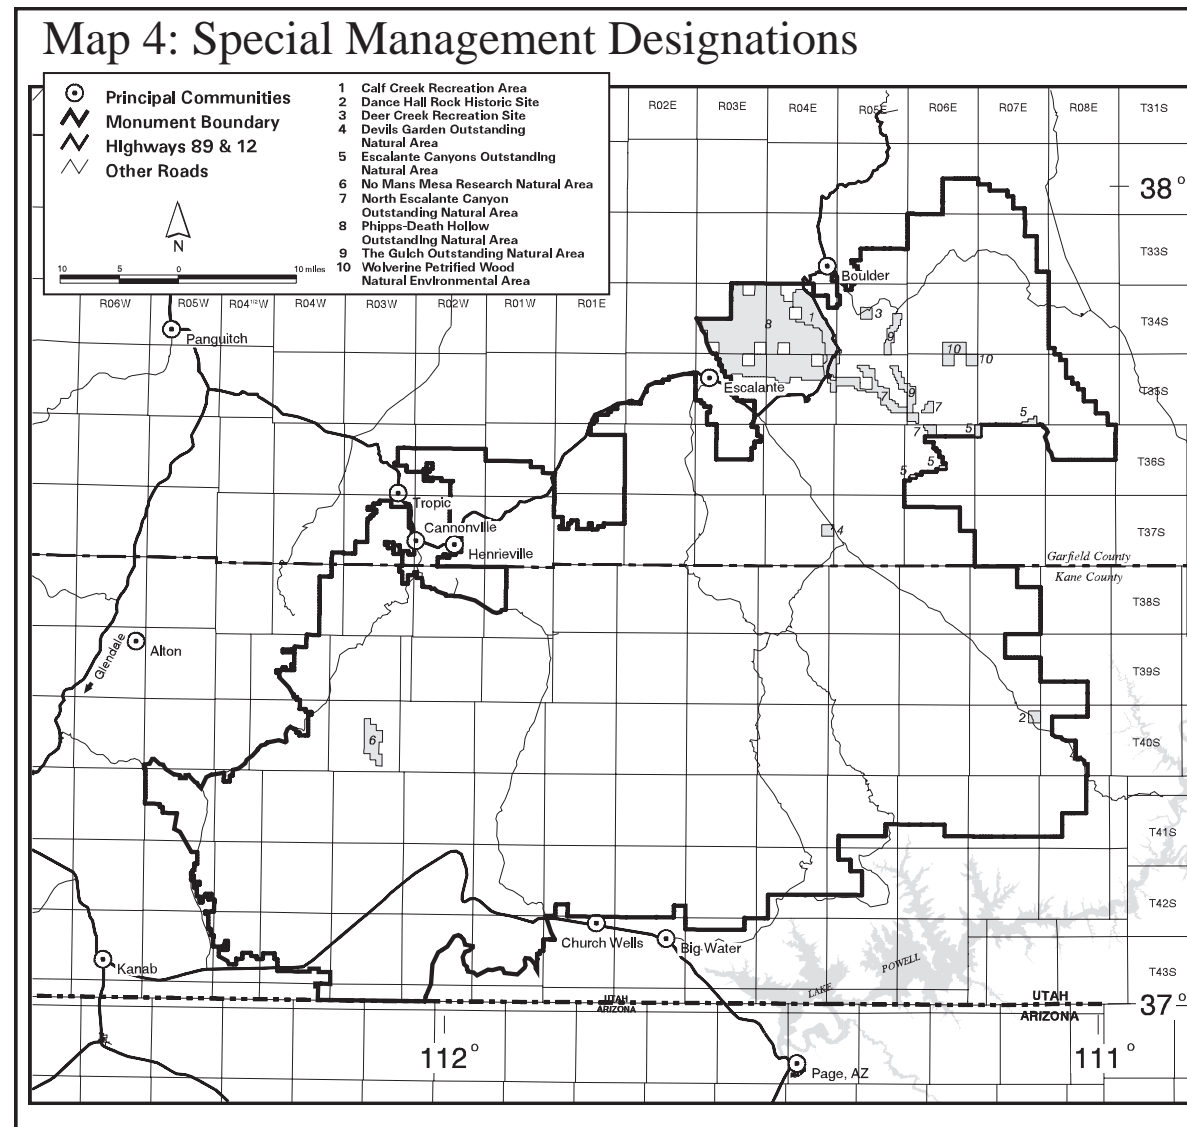 Map 4: Special Management Designations
Principal Communities
Monument Boundary
HIghways 89 & 12
Other Roads
N
10 5 0 10 miles
1 Calf Creek Recreation Area
2 Dance Hall Rock Historic Site
3 Deer Creek Recreation Site
4 Devils Garden Outstanding
Natural Area
5 Escalante Canyons OutstandIng
Natural Area
6 No Mans Mesa Research Natural Area
7 North Escalante Canyon
Outstanding Natural Area
8 Phipps-Death Hollow
OutstandIng Natural Area
9 The Gulch Outstanding Natural Area
10 Wolverine Petrified Wood
Natural EnvIronmental Area
R02E R03E R04E R05E R06E R07E R08E T31S
38°
T33S
Boulder
R06W R05W R04 1/2 W R04W R03W R02W R01W R01E
8 1 3 T34S
Panguitch
9
10 10
Escalante
T35S
7 9 7
5
7 5
5 5
T36S
Tropic
Cannonville
Henrieville
4
T37S
Garfield County
Kane County
T38S
Glendale
Alton
T39S
2
6
T40S
T41S
T42S
Church Wells
Big Water
Kanab
LAKE POWELL
T43S
UTAH
ARIZONA
UTAH
ARIZONA
37°
112°
111°
Page, AZ